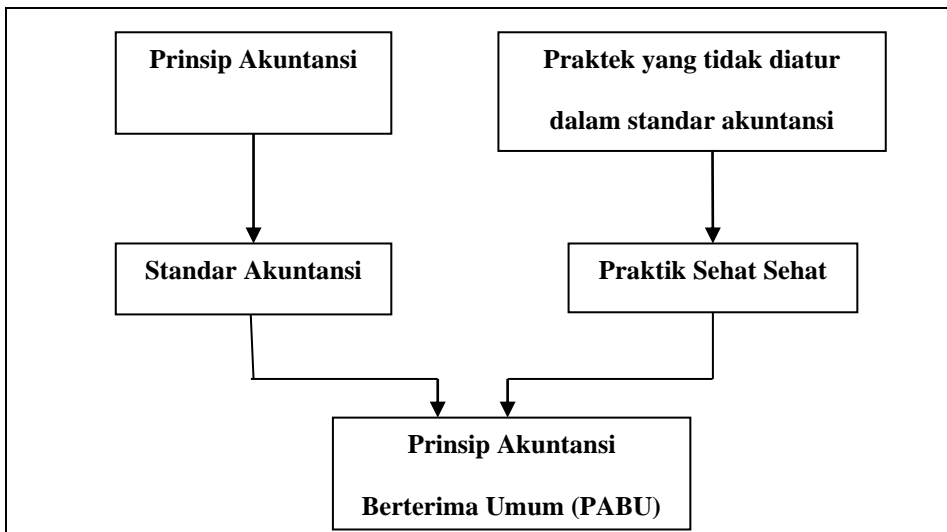 Prinsip Akuntansi
Praktek yang tidak diatur
dalam standar akuntansi
Standar Akuntansi
Praktik Sehat Sehat
Prinsip Akuntansi
Berterima Umum (PABU)